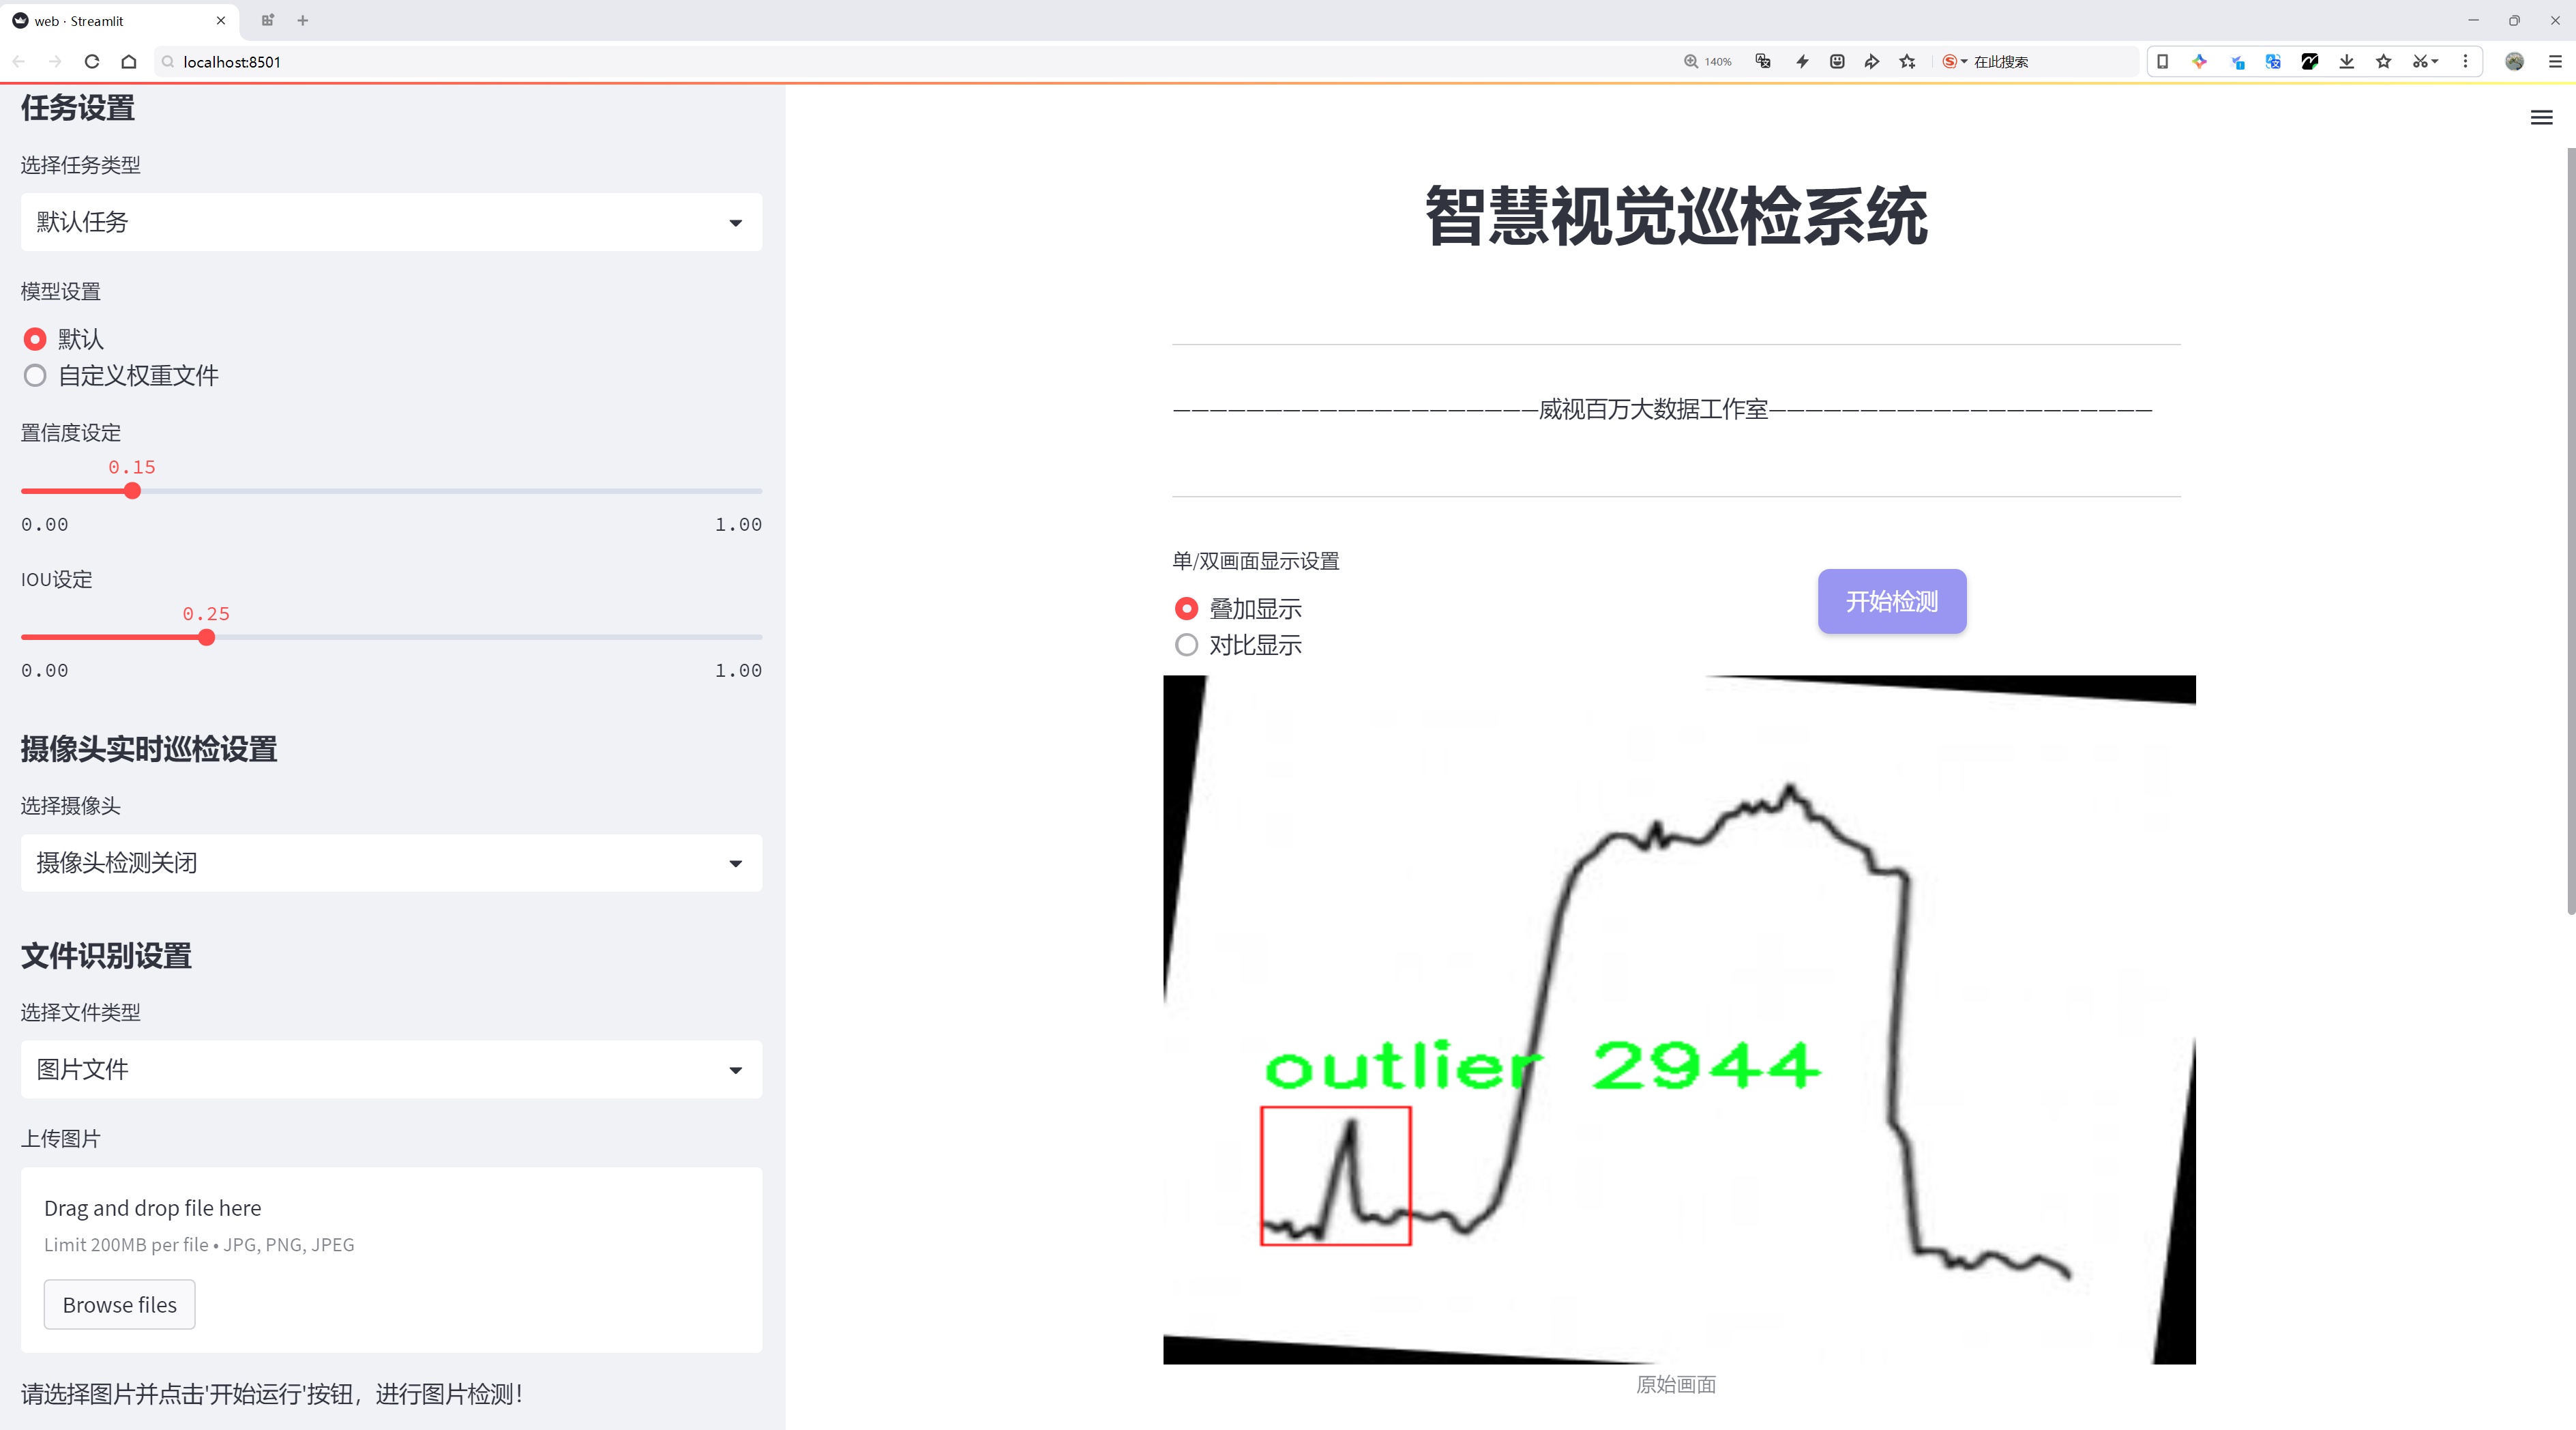 web · Streamlit
localhost:8501
140%
在此搜索
任务设置
选择任务类型
默认任务
模型设置
默认
自定义权重文件
置信度设定
0.15
0.00
1.00
IOU设定
0.25
0.00
1.00
摄像头实时巡检设置
选择摄像头
摄像头检测关闭
文件识别设置
选择文件类型
图片文件
上传图片
Drag and drop file here
Limit 200MB per file • JPG, PNG, JPEG
Browse files
请选择图片并点击'开始运行'按钮，进行图片检测！
智慧视觉巡检系统
————————————————————威视百万大数据工作室—————————————————————
单/双画面显示设置
叠加显示
对比显示
开始检测
outlier 2944
原始画面